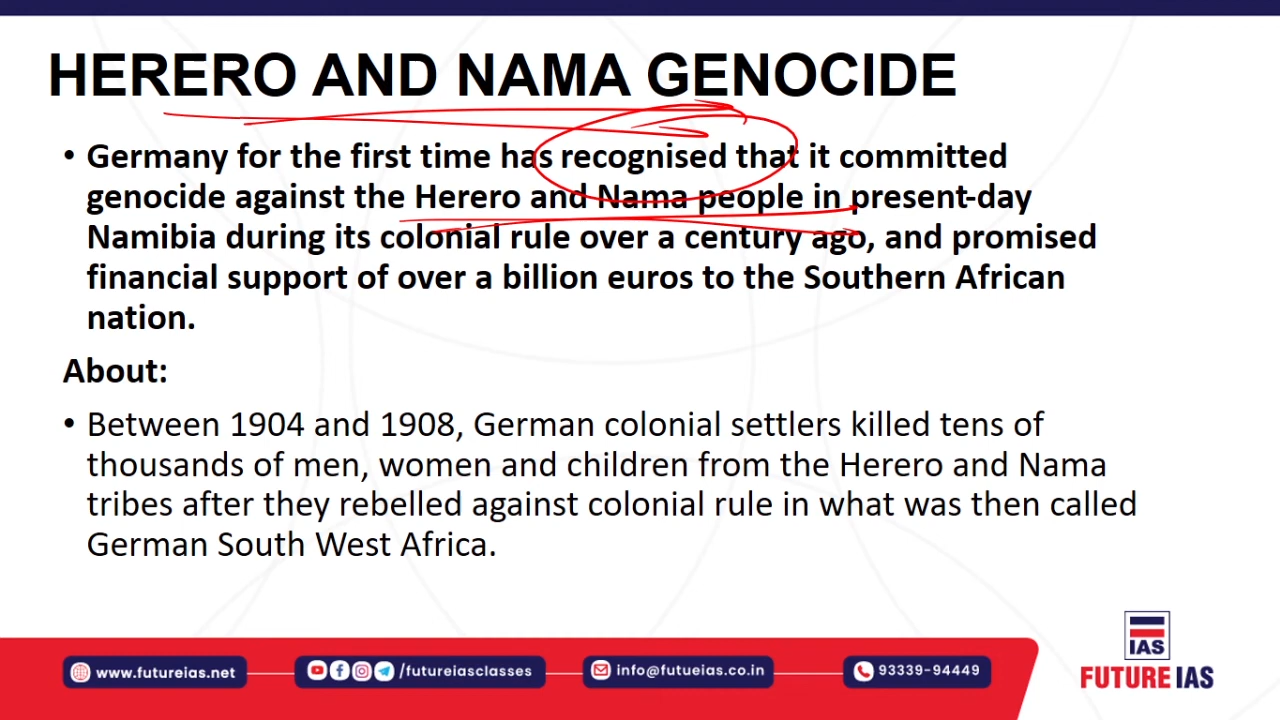 HERERO AND NAMA GENOCIDE
• Germany for the first time has recognised that it committed
genocide against the Herero and Nama people in present-day
Namibia during its colonial rule over a century ago, and promised
financial support of over a billion euros to the Southern African
nation.
About:
• Between 1904 and 1908, German colonial settlers killed tens of
thousands of men, women and children from the Herero and Nama
tribes after they rebelled against colonial rule in what was then called
German South West Africa.
IAS
FUTURE IAS
www.futureias.net
/futureiasclasses
info@futueias.co.in
93339-94449